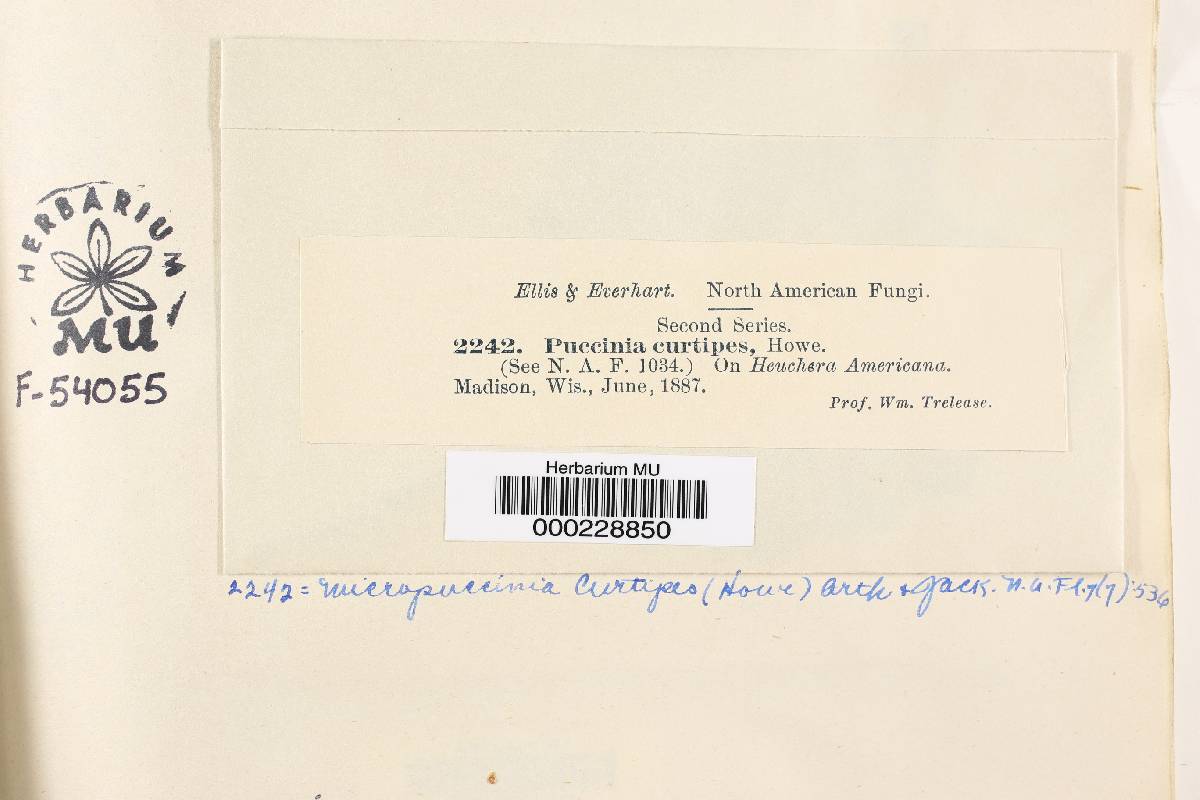 HERBARIUM
MU
F-54055
Ellis & Everhart. North American Fungi.
Second Series.
2242. Puccinia curtipes, Howe.
(See N. A. F. 1034.) On Heuchera Americana.
Madison, Wis., June, 1887.
Prof. Wm. Trelease.
Herbarium MU
000228850
2242 = Micropuccinia Curtipes (Howe) Arth & Jack. N.A.Fl.7(7):536